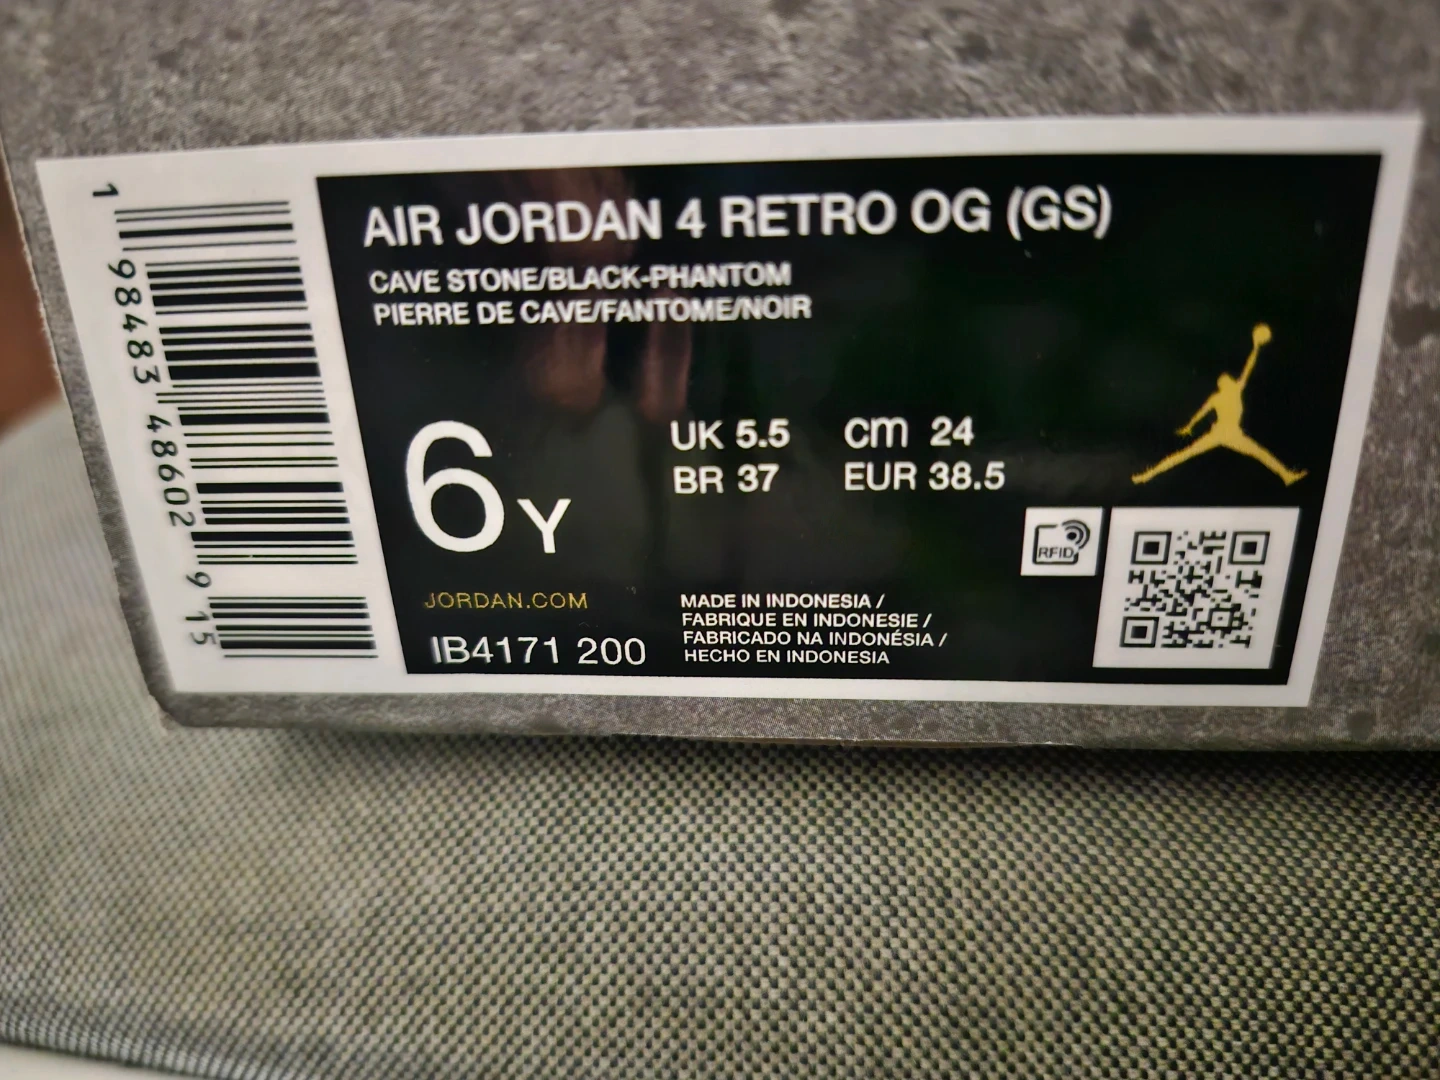 AIR JORDAN 4 RETRO OG (GS)
CAVE STONE/BLACK-PHANTOM
PIERRE DE CAVE/FANTOME/NOIR
6Y
UK 5.5 cm 24
BR 37 EUR 38.5
RFID
JORDAN.COM
IB4171 200
MADE IN INDONESIA /
FABRIQUE EN INDONESIE /
FABRICADO NA INDONÉSIA /
HECHO EN INDONESIA
1 98483 48602 9 15